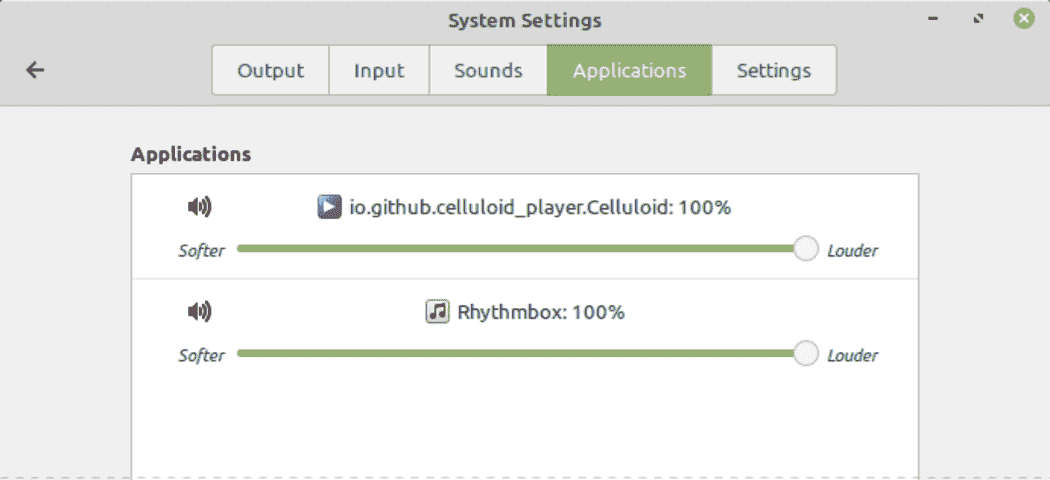 System Settings
Output Input Sounds Applications Settings
Applications
io.github.celluloid_player.Celluloid: 100%
Softer Louder
Rhythmbox: 100%
Softer Louder